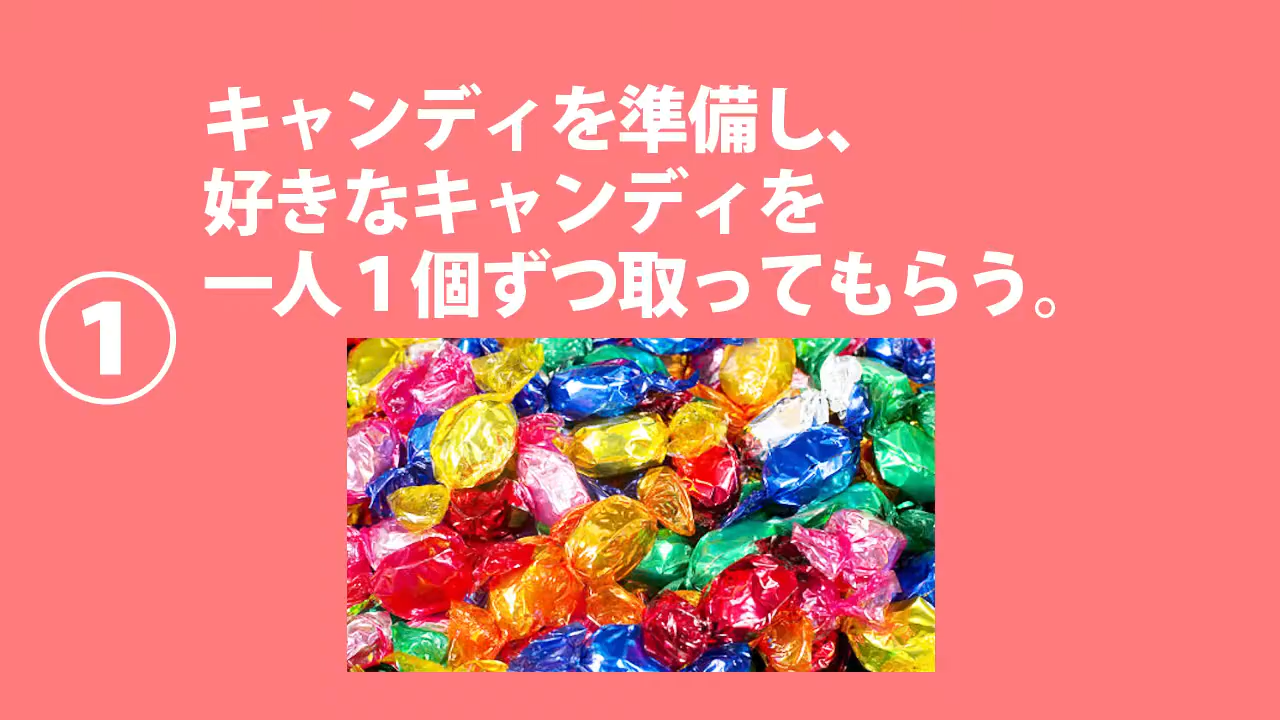 キャンディを準備し、
好きなキャンディを
一人１個ずつ取ってもらう。
①